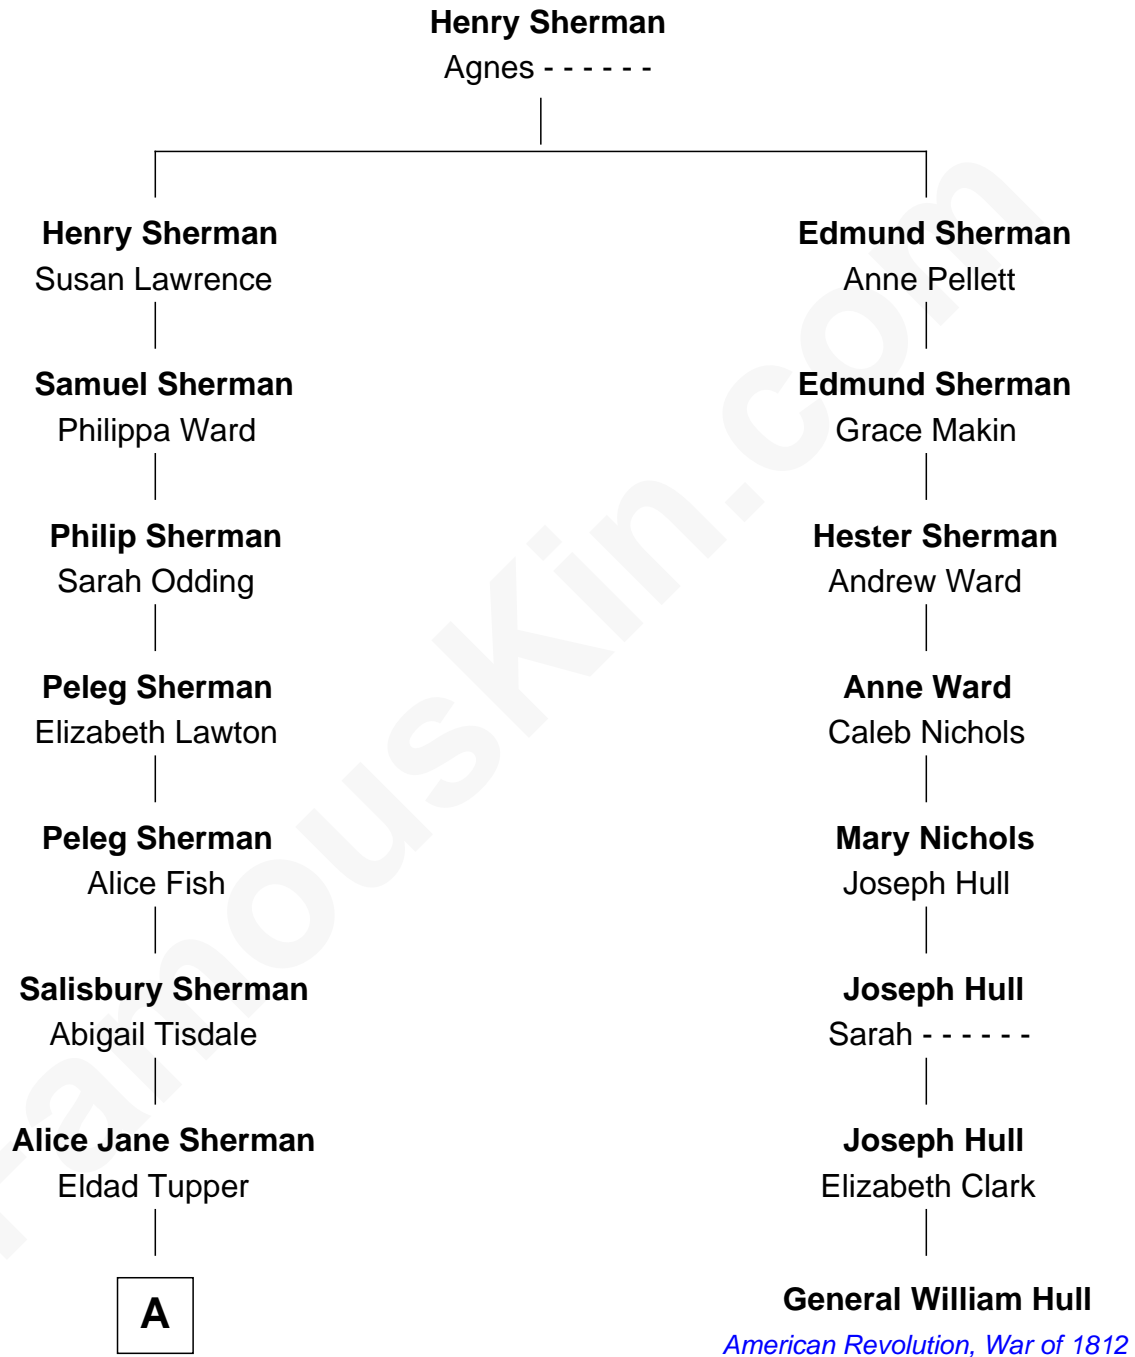 Henry Sherman
Agnes - - - - - -
Henry Sherman
Susan Lawrence
Samuel Sherman
Philippa Ward
Philip Sherman
Sarah Odding
Peleg Sherman
Elizabeth Lawton
Peleg Sherman
Alice Fish
Salisbury Sherman
Abigail Tisdale
Alice Jane Sherman
Eldad Tupper
A
Edmund Sherman
Anne Pellett
Edmund Sherman
Grace Makin
Hester Sherman
Andrew Ward
Anne Ward
Caleb Nichols
Mary Nichols
Joseph Hull
Joseph Hull
Sarah - - - - - -
Joseph Hull
Elizabeth Clark
General William Hull
American Revolution, War of 1812
FamousKin.com